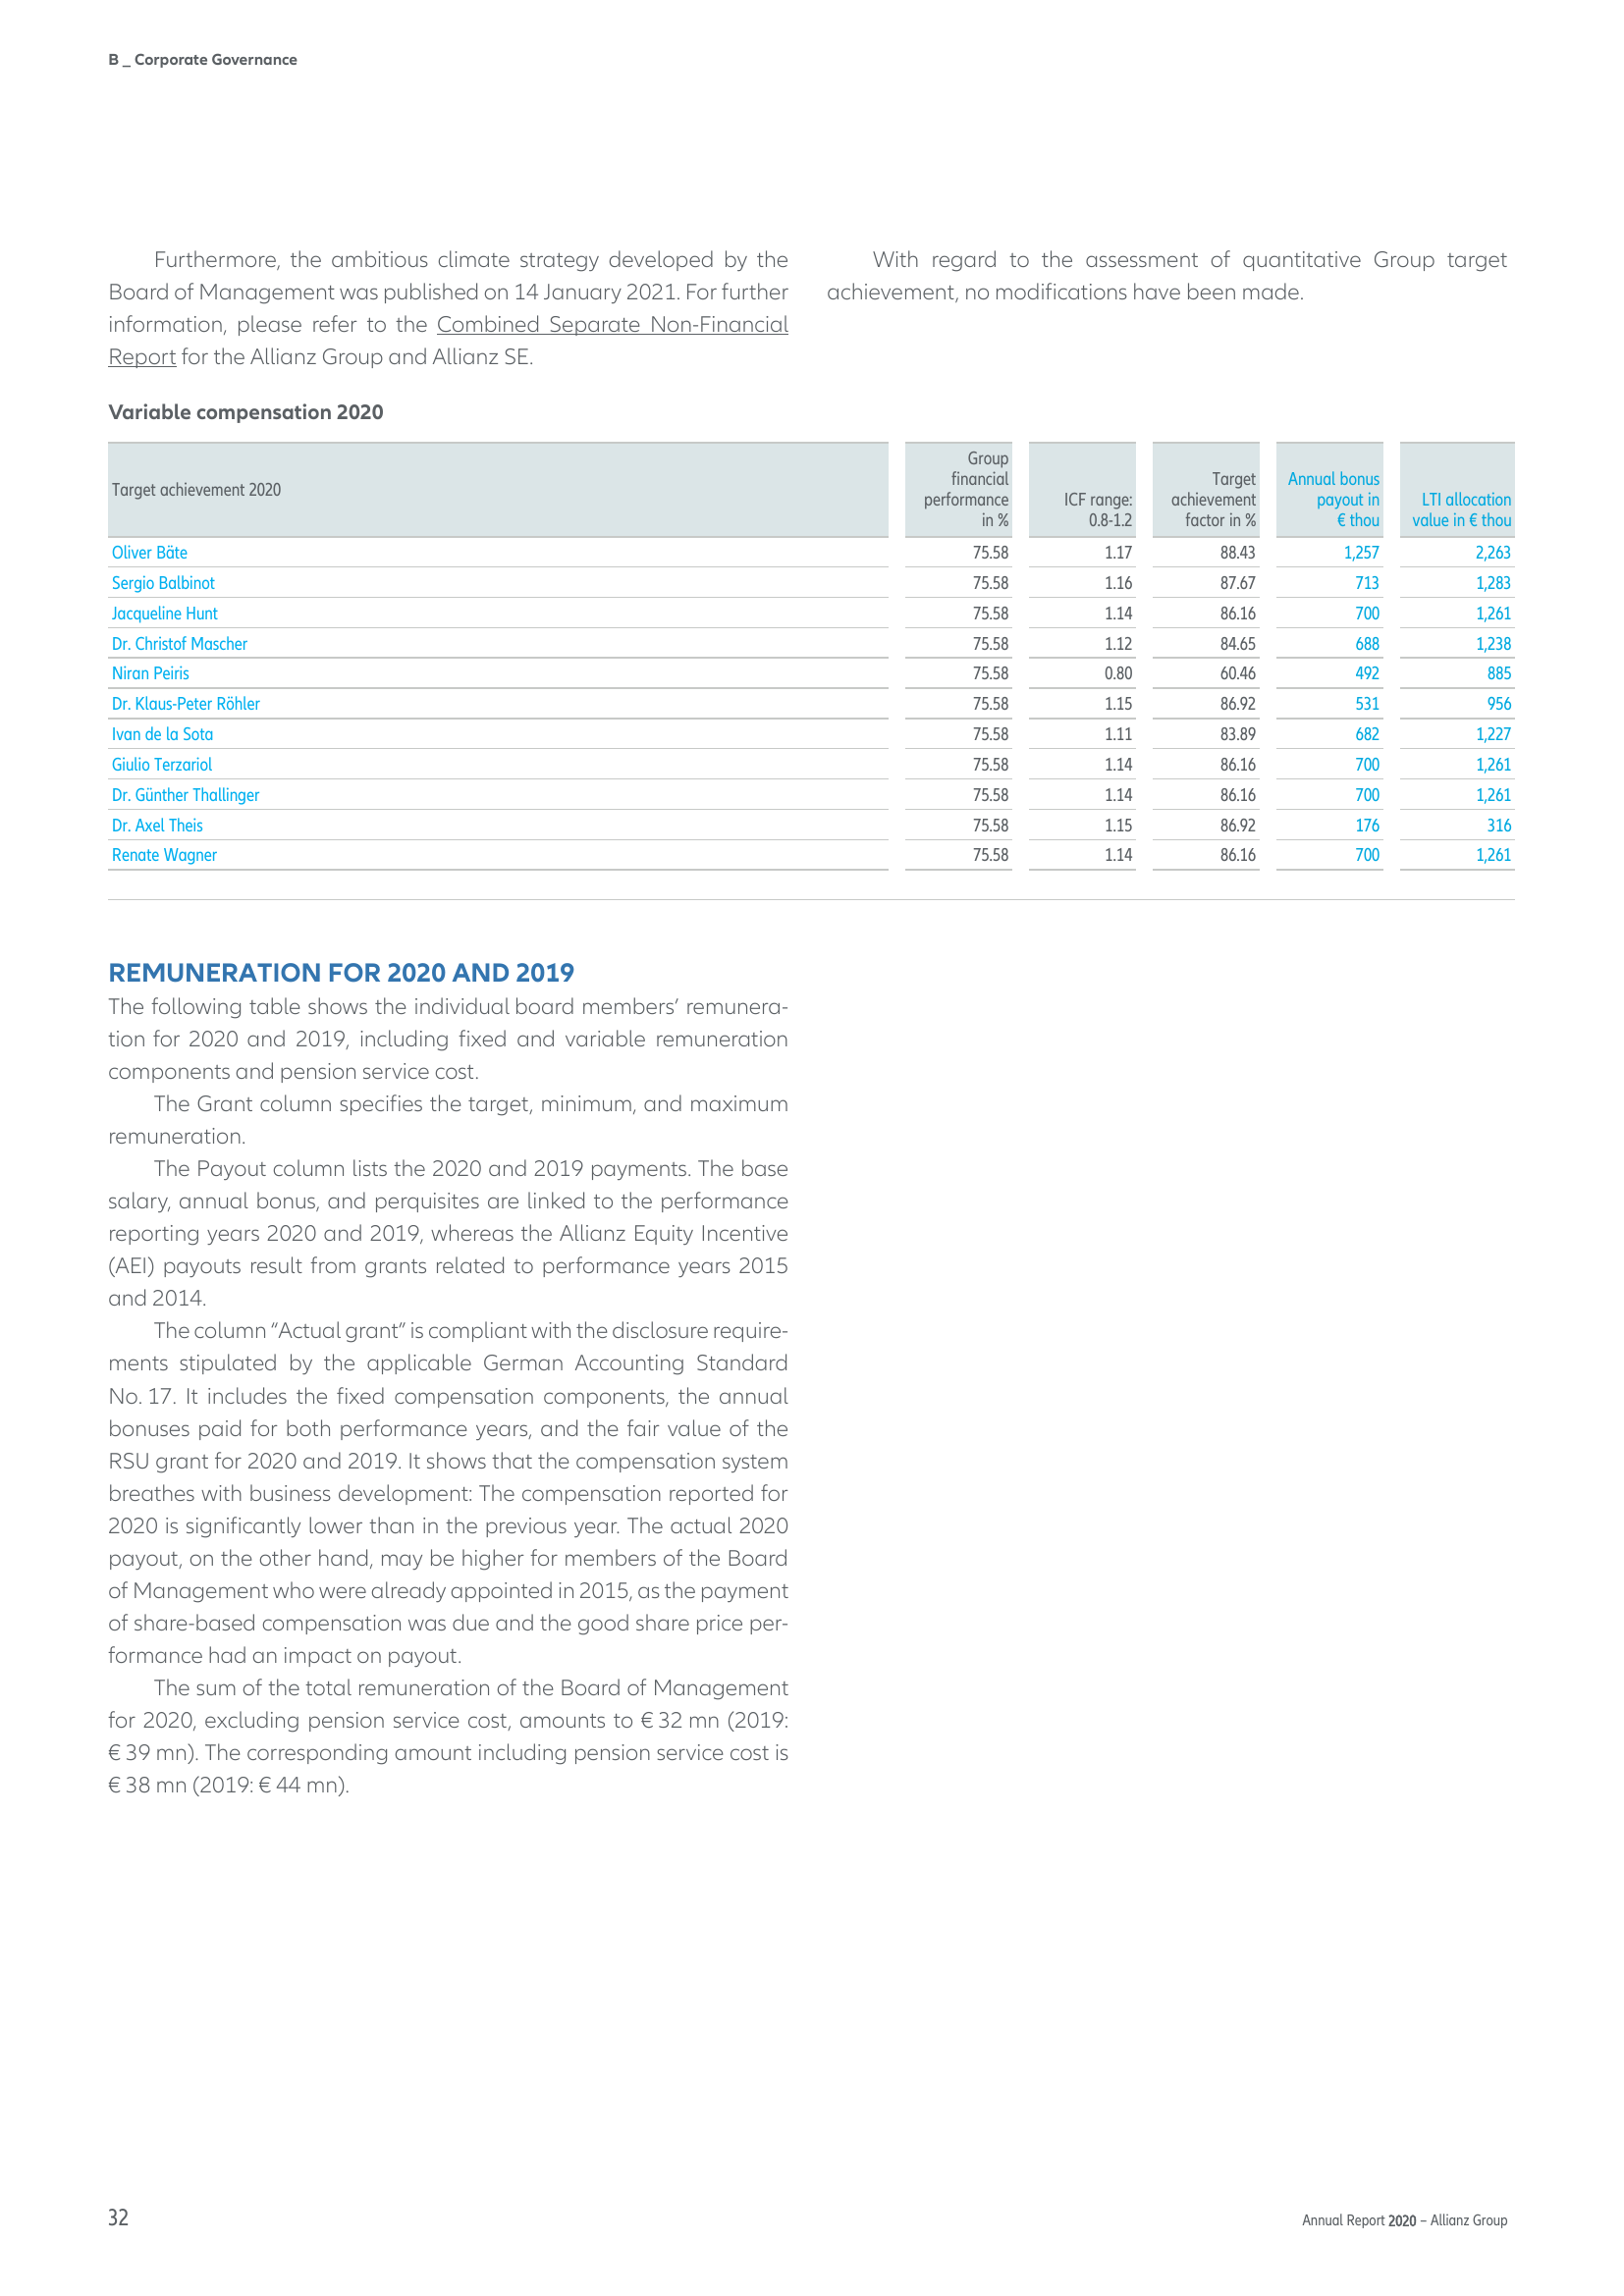 B _ Corporate Governance
Furthermore, the ambitious climate strategy developed by the
Board of Management was published on 14 January 2021. For further
information, please refer to the Combined Separate Non-Financial
Report for the Allianz Group and Allianz SE.
With regard to the assessment of quantitative Group target
achievement, no modifications have been made.
Variable compensation 2020
Target achievement 2020
Group
financial
performance
in %
ICF range:
0.8-1.2
Target
achievement
factor in %
Annual bonus
payout in
€ thou
LTI allocation
value in € thou
Oliver Bäte 75.58 1.17 88.43 1,257 2,263
Sergio Balbinot 75.58 1.16 87.67 713 1,283
Jacqueline Hunt 75.58 1.14 86.16 700 1,261
Dr. Christof Mascher 75.58 1.12 84.65 688 1,238
Niran Peiris 75.58 0.80 60.46 492 885
Dr. Klaus-Peter Röhler 75.58 1.15 86.92 531 956
Ivan de la Sota 75.58 1.11 83.89 682 1,227
Giulio Terzariol 75.58 1.14 86.16 700 1,261
Dr. Günther Thallinger 75.58 1.14 86.16 700 1,261
Dr. Axel Theis 75.58 1.15 86.92 176 316
Renate Wagner 75.58 1.14 86.16 700 1,261
REMUNERATION FOR 2020 AND 2019
The following table shows the individual board members’ remunera-
tion for 2020 and 2019, including fixed and variable remuneration
components and pension service cost.
The Grant column specifies the target, minimum, and maximum
remuneration.
The Payout column lists the 2020 and 2019 payments. The base
salary, annual bonus, and perquisites are linked to the performance
reporting years 2020 and 2019, whereas the Allianz Equity Incentive
(AEI) payouts result from grants related to performance years 2015
and 2014.
The column “Actual grant” is compliant with the disclosure require-
ments stipulated by the applicable German Accounting Standard
No. 17. It includes the fixed compensation components, the annual
bonuses paid for both performance years, and the fair value of the
RSU grant for 2020 and 2019. It shows that the compensation system
breathes with business development: The compensation reported for
2020 is significantly lower than in the previous year. The actual 2020
payout, on the other hand, may be higher for members of the Board
of Management who were already appointed in 2015, as the payment
of share-based compensation was due and the good share price per-
formance had an impact on payout.
The sum of the total remuneration of the Board of Management
for 2020, excluding pension service cost, amounts to € 32 mn (2019:
€ 39 mn). The corresponding amount including pension service cost is
€ 38 mn (2019: € 44 mn).
32
Annual Report 2020 – Allianz Group